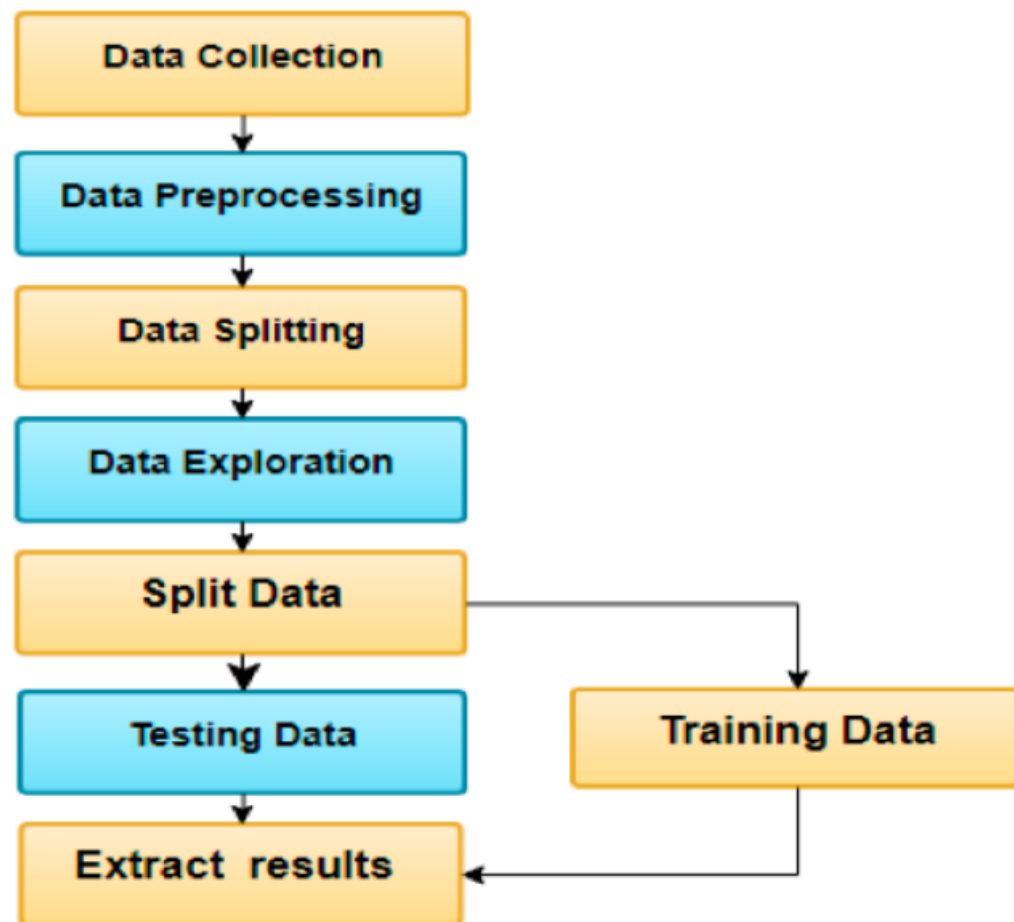 Data Collection
Data Preprocessing
Data Splitting
Data Exploration
Split Data
Testing Data
Training Data
Extract results